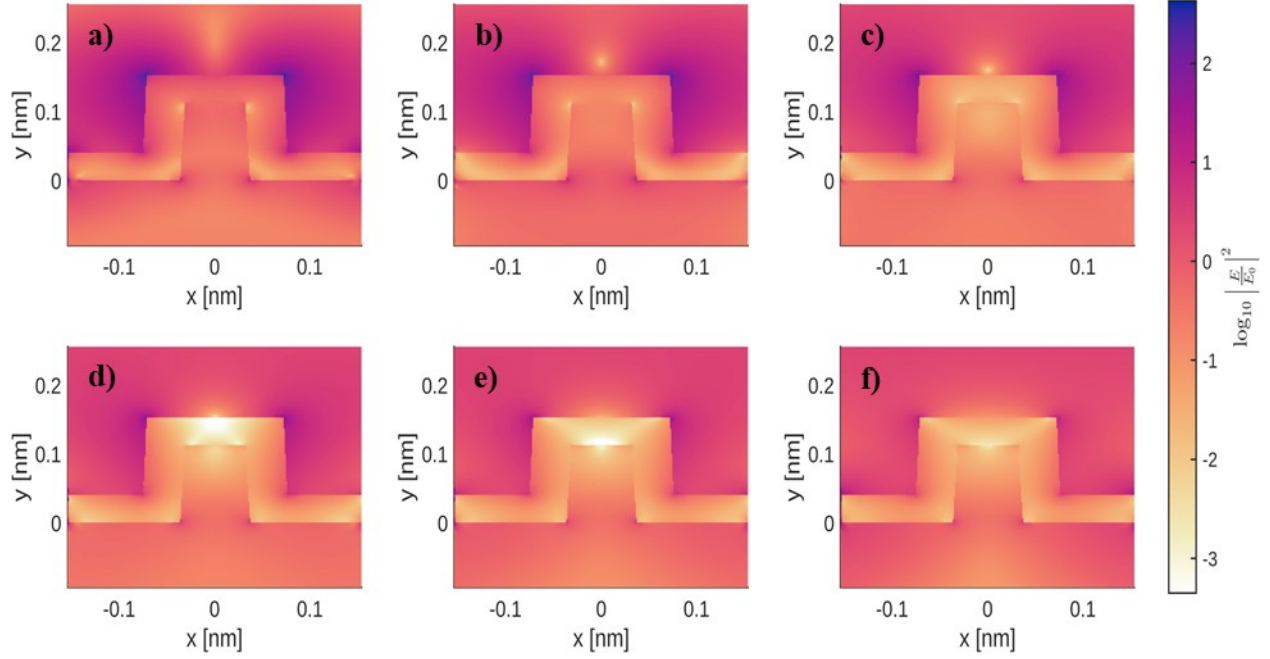 a)
b)
c)
y [nm]
0.2
0.1
0
-0.1
0
0.1
x [nm]
y [nm]
0.2
0.1
0
-0.1
0
0.1
x [nm]
y [nm]
0.2
0.1
0
-0.1
0
0.1
x [nm]
d)
e)
f)
y [nm]
0.2
0.1
0
-0.1
0
0.1
x [nm]
y [nm]
0.2
0.1
0
-0.1
0
0.1
x [nm]
y [nm]
0.2
0.1
0
-0.1
0
0.1
x [nm]
2
1
0
-1
-2
-3
log₁₀ |E/E₀|²